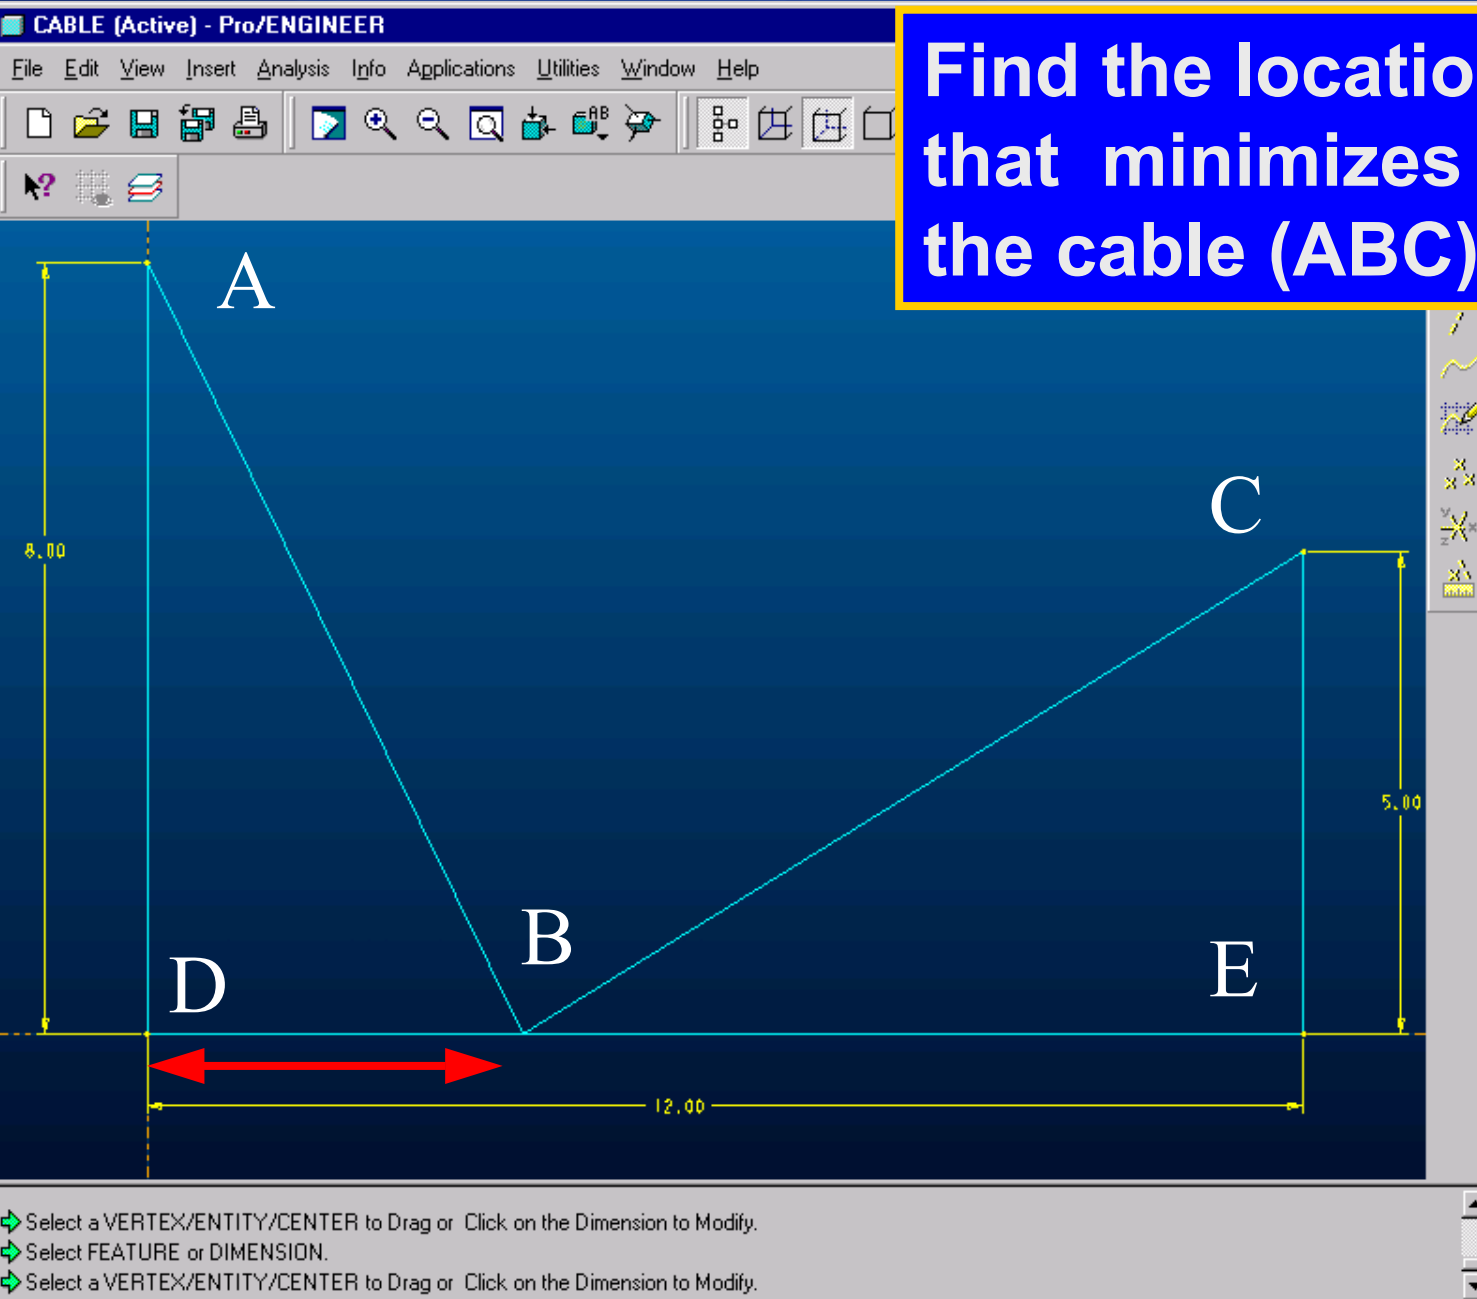 CABLE (Active) - Pro/ENGINEER
File Edit View Insert Analysis Info Applications Utilities Window Help
Find the locatio
that minimizes
the cable (ABC)
AB
?
A
C
8.00
5.00
B
D
E
12.00
Select a VERTEX/ENTITY/CENTER to Drag or Click on the Dimension to Modify.
Select FEATURE or DIMENSION.
Select a VERTEX/ENTITY/CENTER to Drag or Click on the Dimension to Modify.